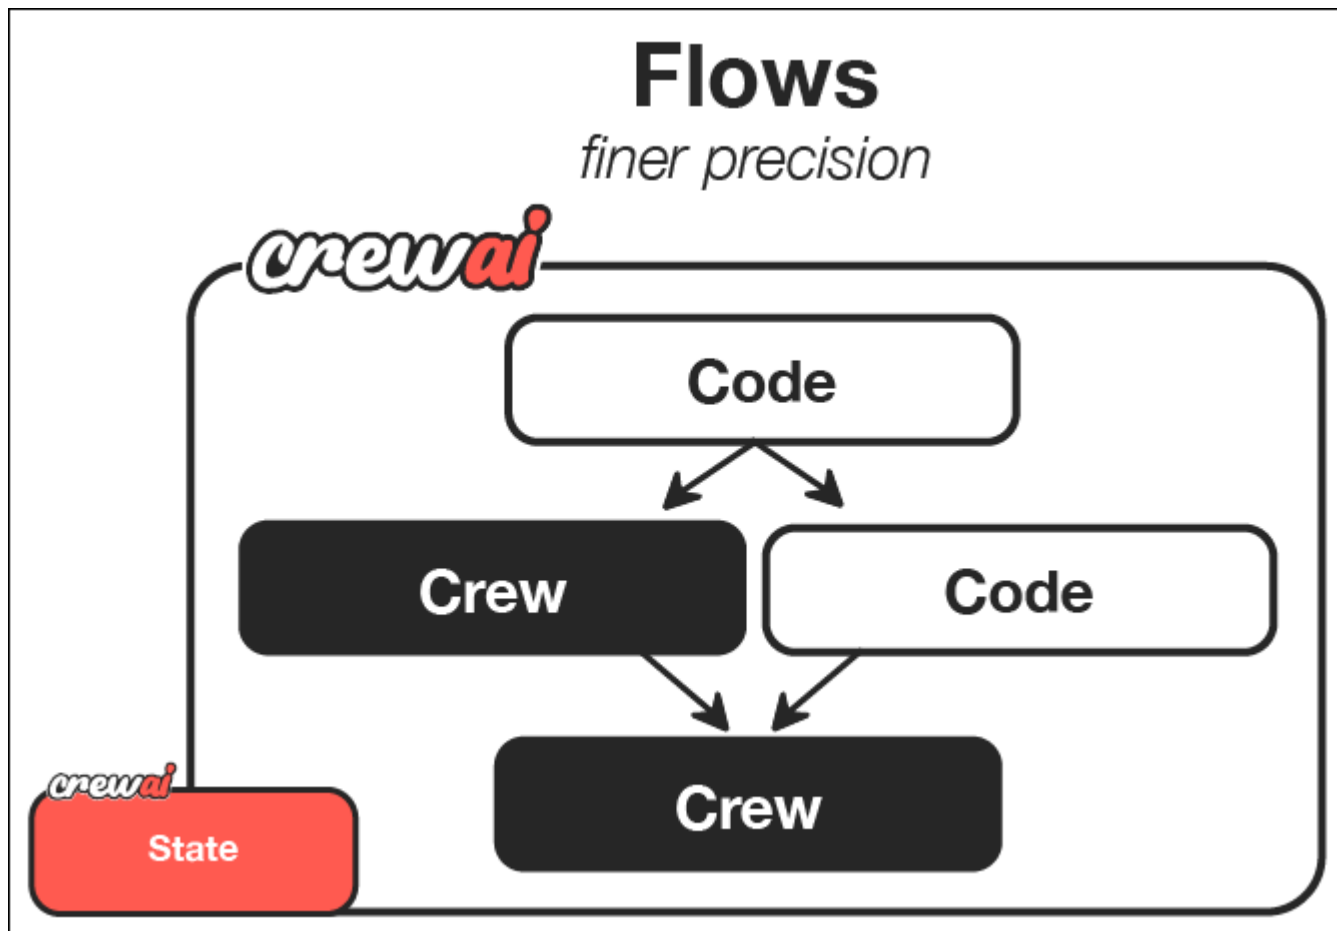 Flows
finer precision
crewai
Code
Crew
Code
Crew
crewai
State